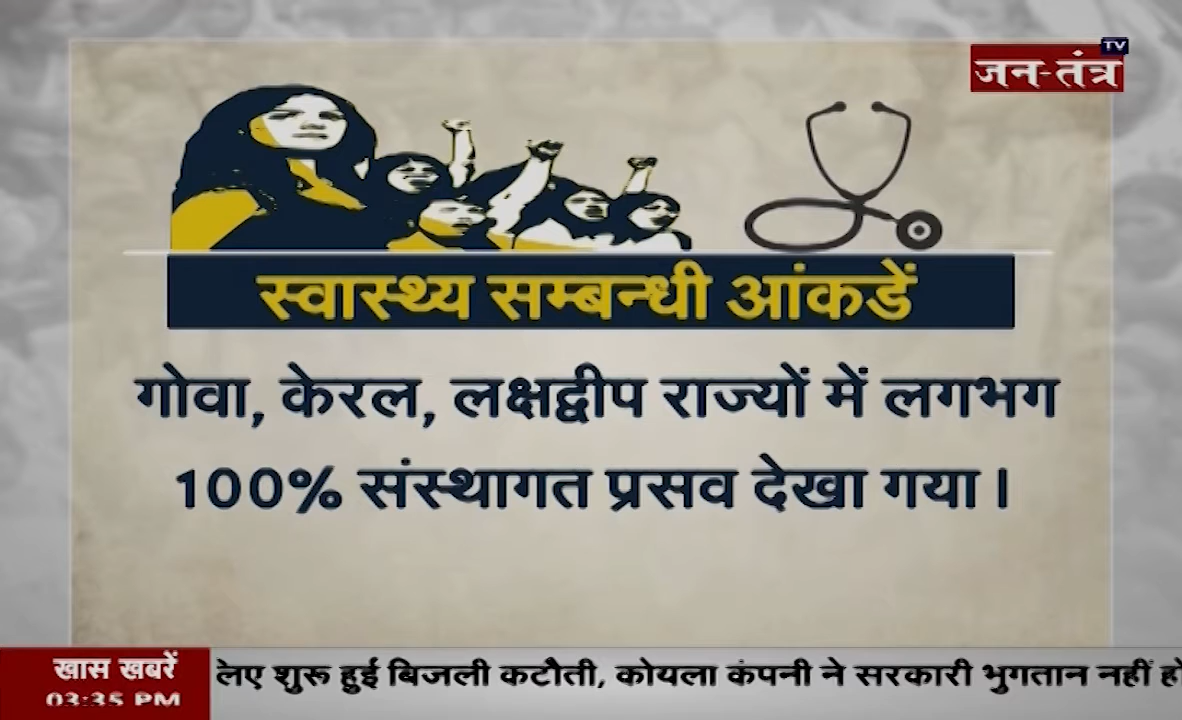 TV
जन-तंत्र
स्वास्थ्य सम्बन्धी आंकडें
गोवा, केरल, लक्षद्वीप राज्यों में लगभग
100% संस्थागत प्रसव देखा गया।
खास खबरें
03:35 PM
लिए शुरू हुई बिजली कटौती, कोयला कंपनी ने सरकारी भुगतान नहीं